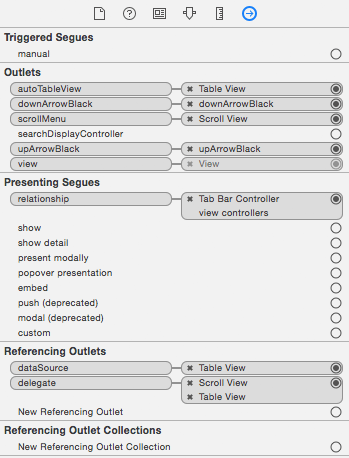 Triggered Segues
manual
Outlets
autoTableView ✖ Table View
downArrowBlack ✖ downArrowBlack
scrollMenu ✖ Scroll View
searchDisplayController
upArrowBlack ✖ upArrowBlack
view ✖ View
Presenting Segues
relationship ✖ Tab Bar Controller
view controllers
show
show detail
present modally
popover presentation
embed
push (deprecated)
modal (deprecated)
custom
Referencing Outlets
dataSource ✖ Table View
delegate ✖ Scroll View
✖ Table View
New Referencing Outlet
Referencing Outlet Collections
New Referencing Outlet Collection